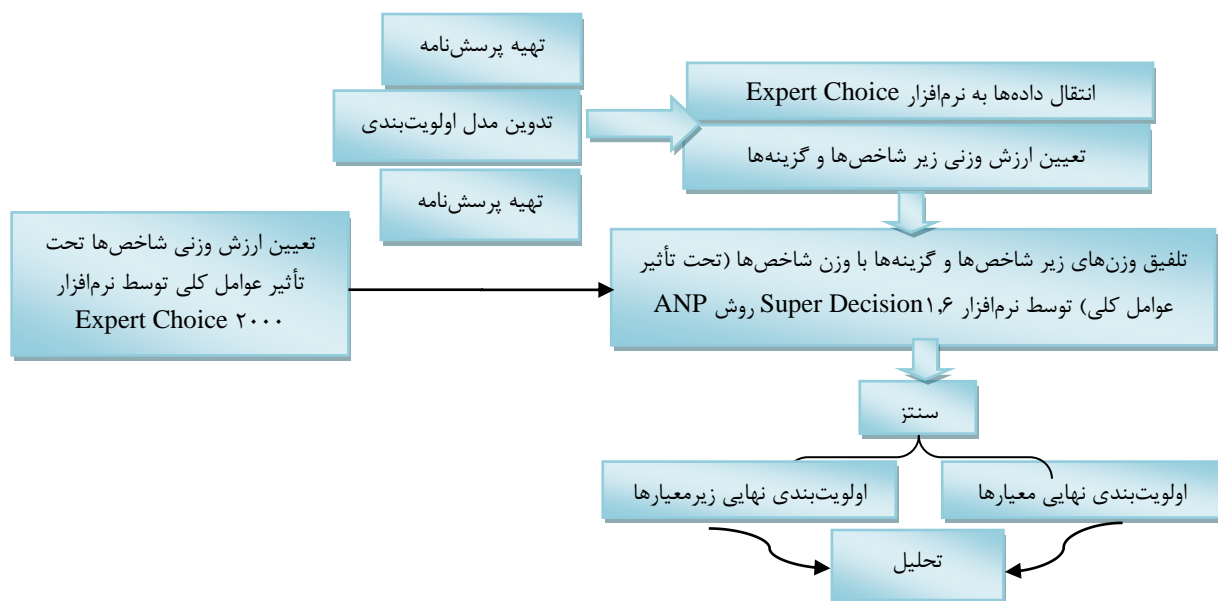 تهیه پرسش‌نامه
تدوین مدل اولویت‌بندی
تهیه پرسش‌نامه
انتقال داده‌ها به نرم‌افزار Expert Choice
تعیین ارزش وزنی زیر شاخص‌ها و گزینه‌ها
تعیین ارزش وزنی شاخص‌ها تحت
تأثیر عوامل کلی توسط نرم‌افزار
Expert Choice ۲۰۰۰
تلفیق وزن‌های زیر شاخص‌ها و گزینه‌ها با وزن شاخص‌ها (تحت تأثیر
عوامل کلی) توسط نرم‌افزار Super Decision۱,۶ روش ANP
سنتز
اولویت‌بندی نهایی معیارها
اولویت‌بندی نهایی زیرمعیارها
تحلیل